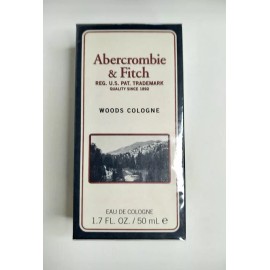 Abercrombie
& Fitch
REG. U.S. PAT. TRADEMARK
QUALITY SINCE 1892
WOODS COLOGNE
EAU DE COLOGNE
1.7 FL. OZ. / 50 mL e